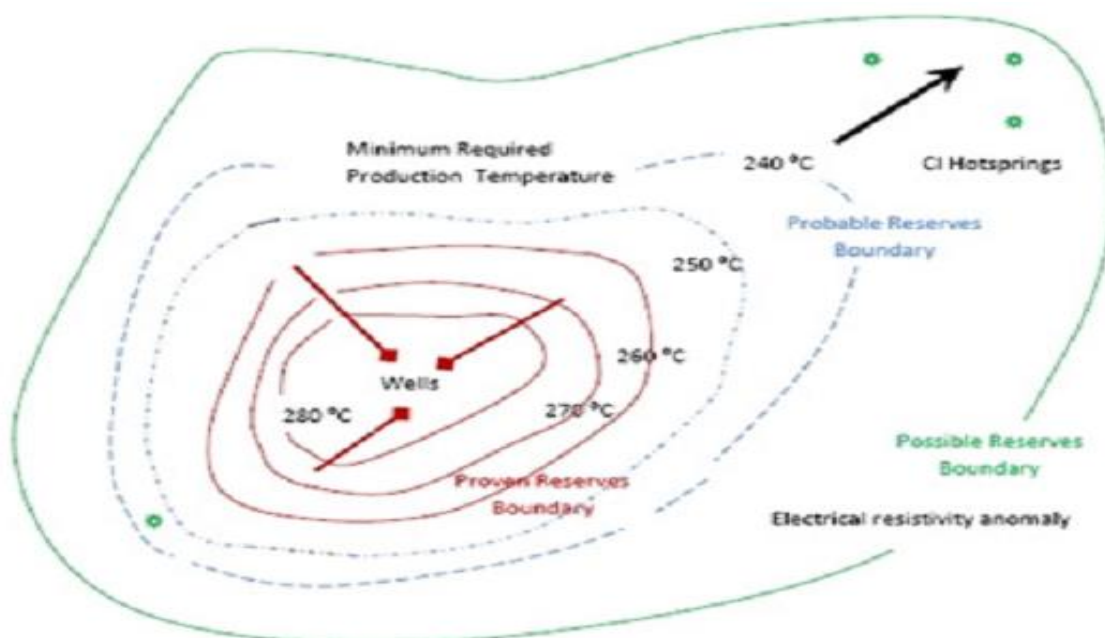 Minimum Required
Production Temperature
240 °C
Cl Hotsprings
Probable Reserves
Boundary
250 °C
260 °C
Wells
280 °C
270 °C
Possible Reserves
Boundary
Proven Reserves
Boundary
Electrical resistivity anomaly